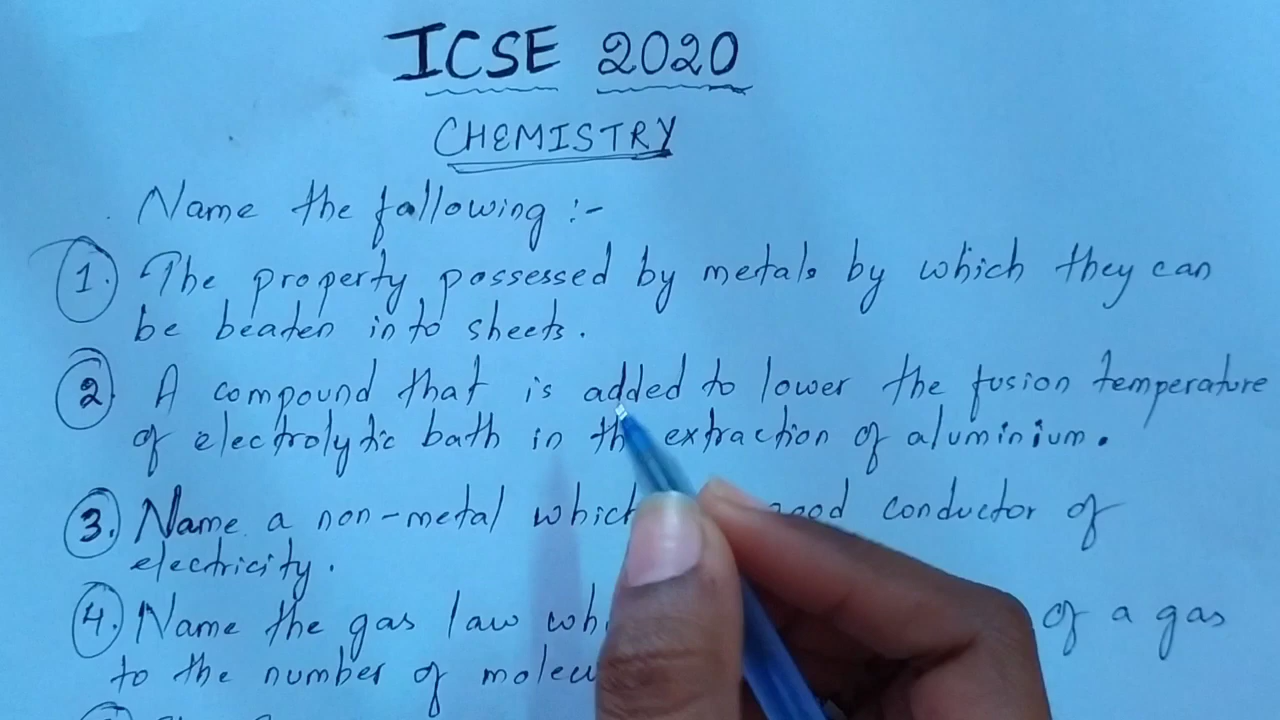 ICSE 2020
CHEMISTRY
Name the following :-
1. The property possessed by metals by which they can
be beaten into sheets.
2. A compound that is added to lower the fusion temperature
of electrolytic bath in the extraction of aluminium.
3. Name a non-metal which good conductor of
electricity.
4. Name the gas law of a gas
to the number of